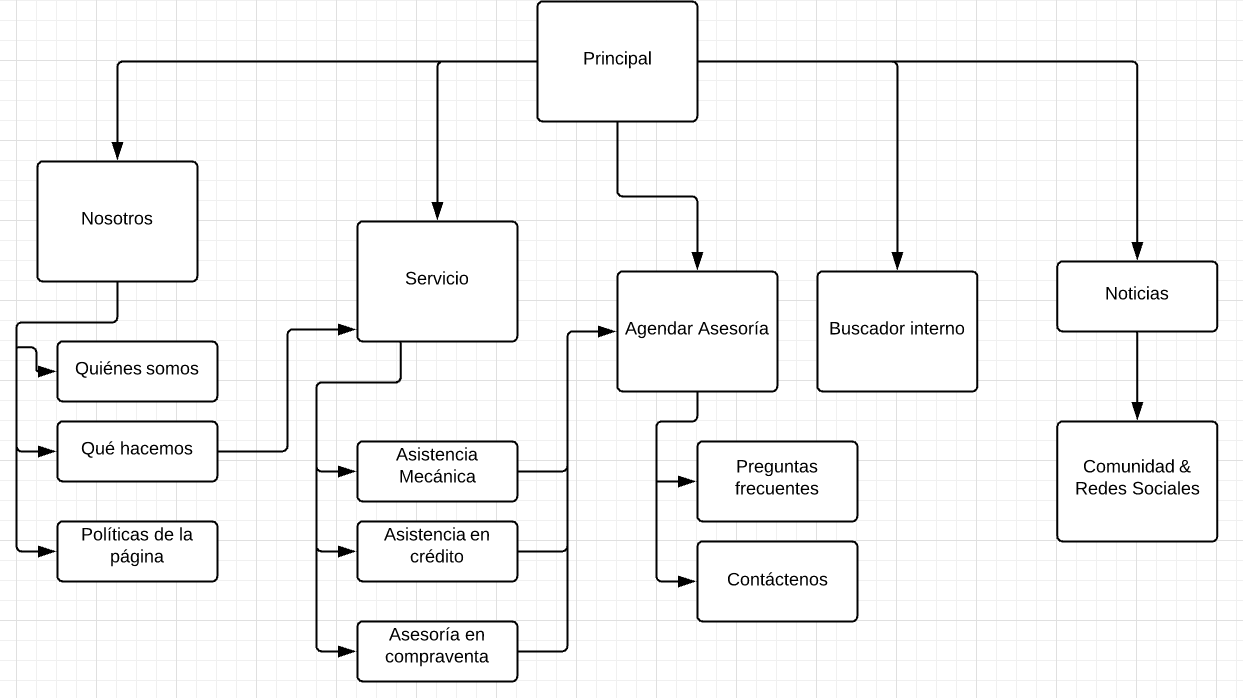 Principal
Nosotros
Quiénes somos
Qué hacemos
Políticas de la
página
Servicio
Asistencia
Mecánica
Asistencia en
crédito
Asesoría en
compraventa
Agendar Asesoría
Preguntas
frecuentes
Contáctenos
Buscador interno
Noticias
Comunidad &
Redes Sociales